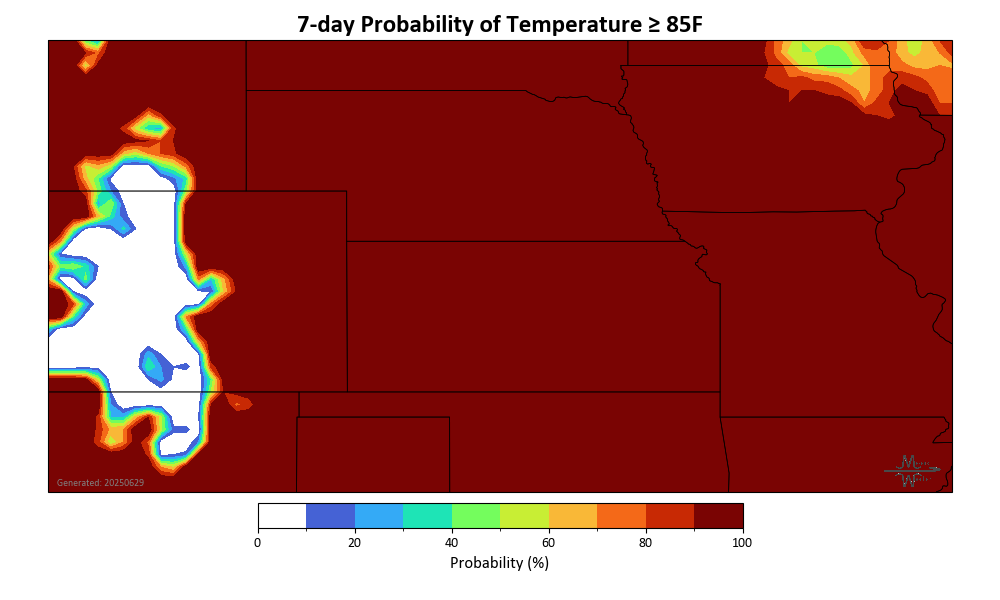 7-day Probability of Temperature ≥ 85F
Generated: 20250629
0 20 40 60 80 100
Probability (%)